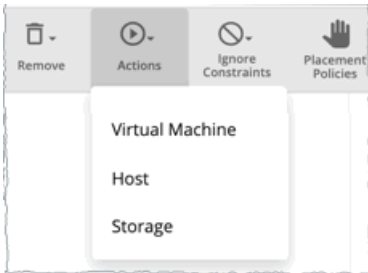 Remove
Actions
Ignore
Constraints
Placement
Policies
Virtual Machine
Host
Storage